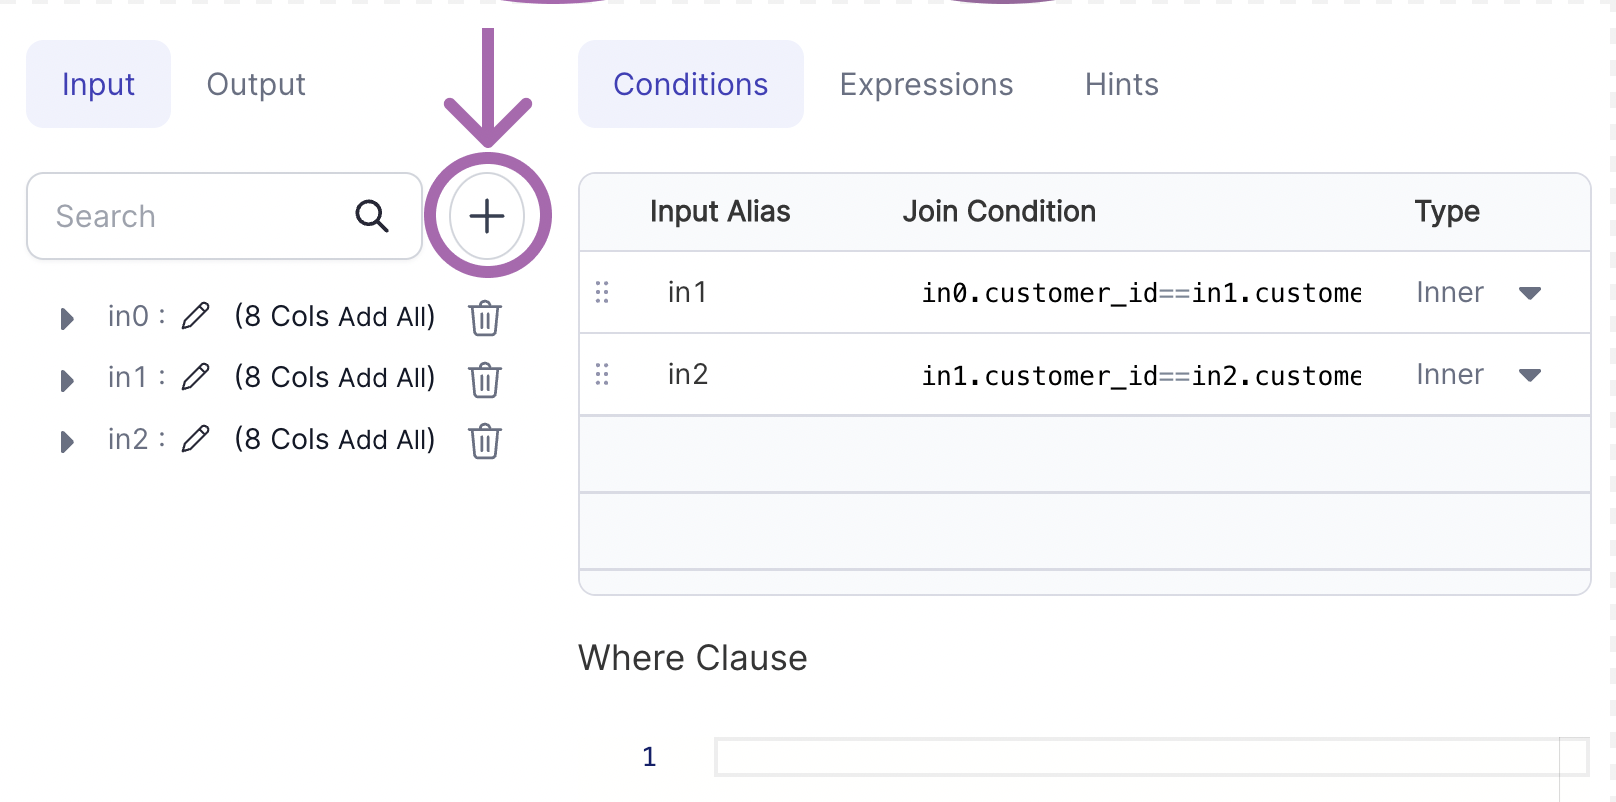 Input Output
Conditions Expressions Hints
Search
in0 : (8 Cols Add All)
in1 : (8 Cols Add All)
in2 : (8 Cols Add All)
Input Alias Join Condition Type
in1 in0.customer_id==in1.custome Inner
in2 in1.customer_id==in2.custome Inner
Where Clause
1